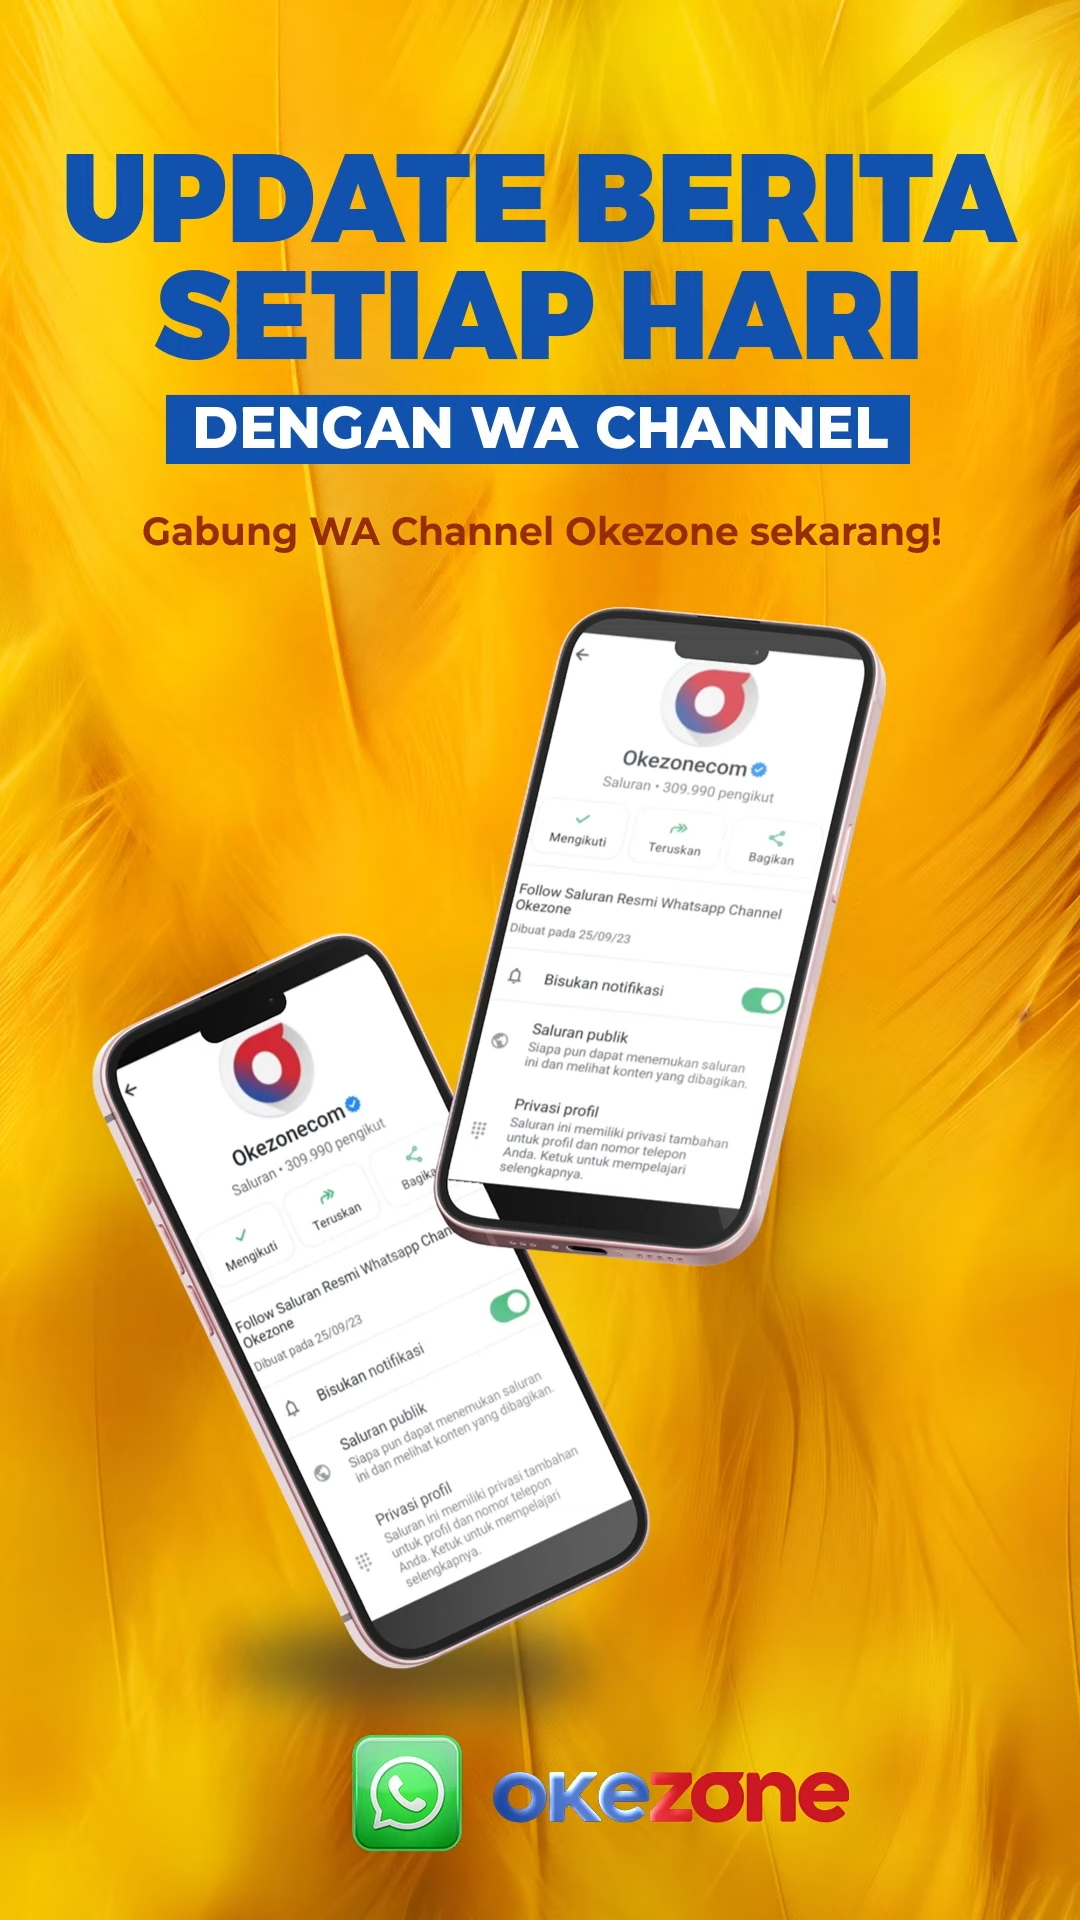 UPDATE BERITA
SETIAP HARI
DENGAN WA CHANNEL
Gabung WA Channel Okezone sekarang!
Okezonecom
Saluran • 309.990 pengikut
Mengikuti
Teruskan
Bagikan
Follow Saluran Resmi Whatsapp Channel
Okezone
Dibuat pada 25/09/23
Bisukan notifikasi
Saluran publik
Siapa pun dapat menemukan saluran
ini dan melihat konten yang dibagikan.
Privasi profil
Saluran ini memiliki privasi tambahan
untuk profil dan nomor telepon
Anda. Ketuk untuk mempelajari
selengkapnya.
Okezonecom
Saluran • 309.990 pengikut
Mengikuti
Teruskan
Bagika
Follow Saluran Resmi Whatsapp Chan
Okezone
Dibuat pada 25/09/23
Bisukan notifikasi
Saluran publik
Siapa pun dapat menemukan saluran
ini dan melihat konten yang dibagikan.
Privasi profil
Saluran ini memiliki privasi tambahan
untuk profil dan nomor telepon
Anda. Ketuk untuk mempelajari
selengkapnya.
okezone